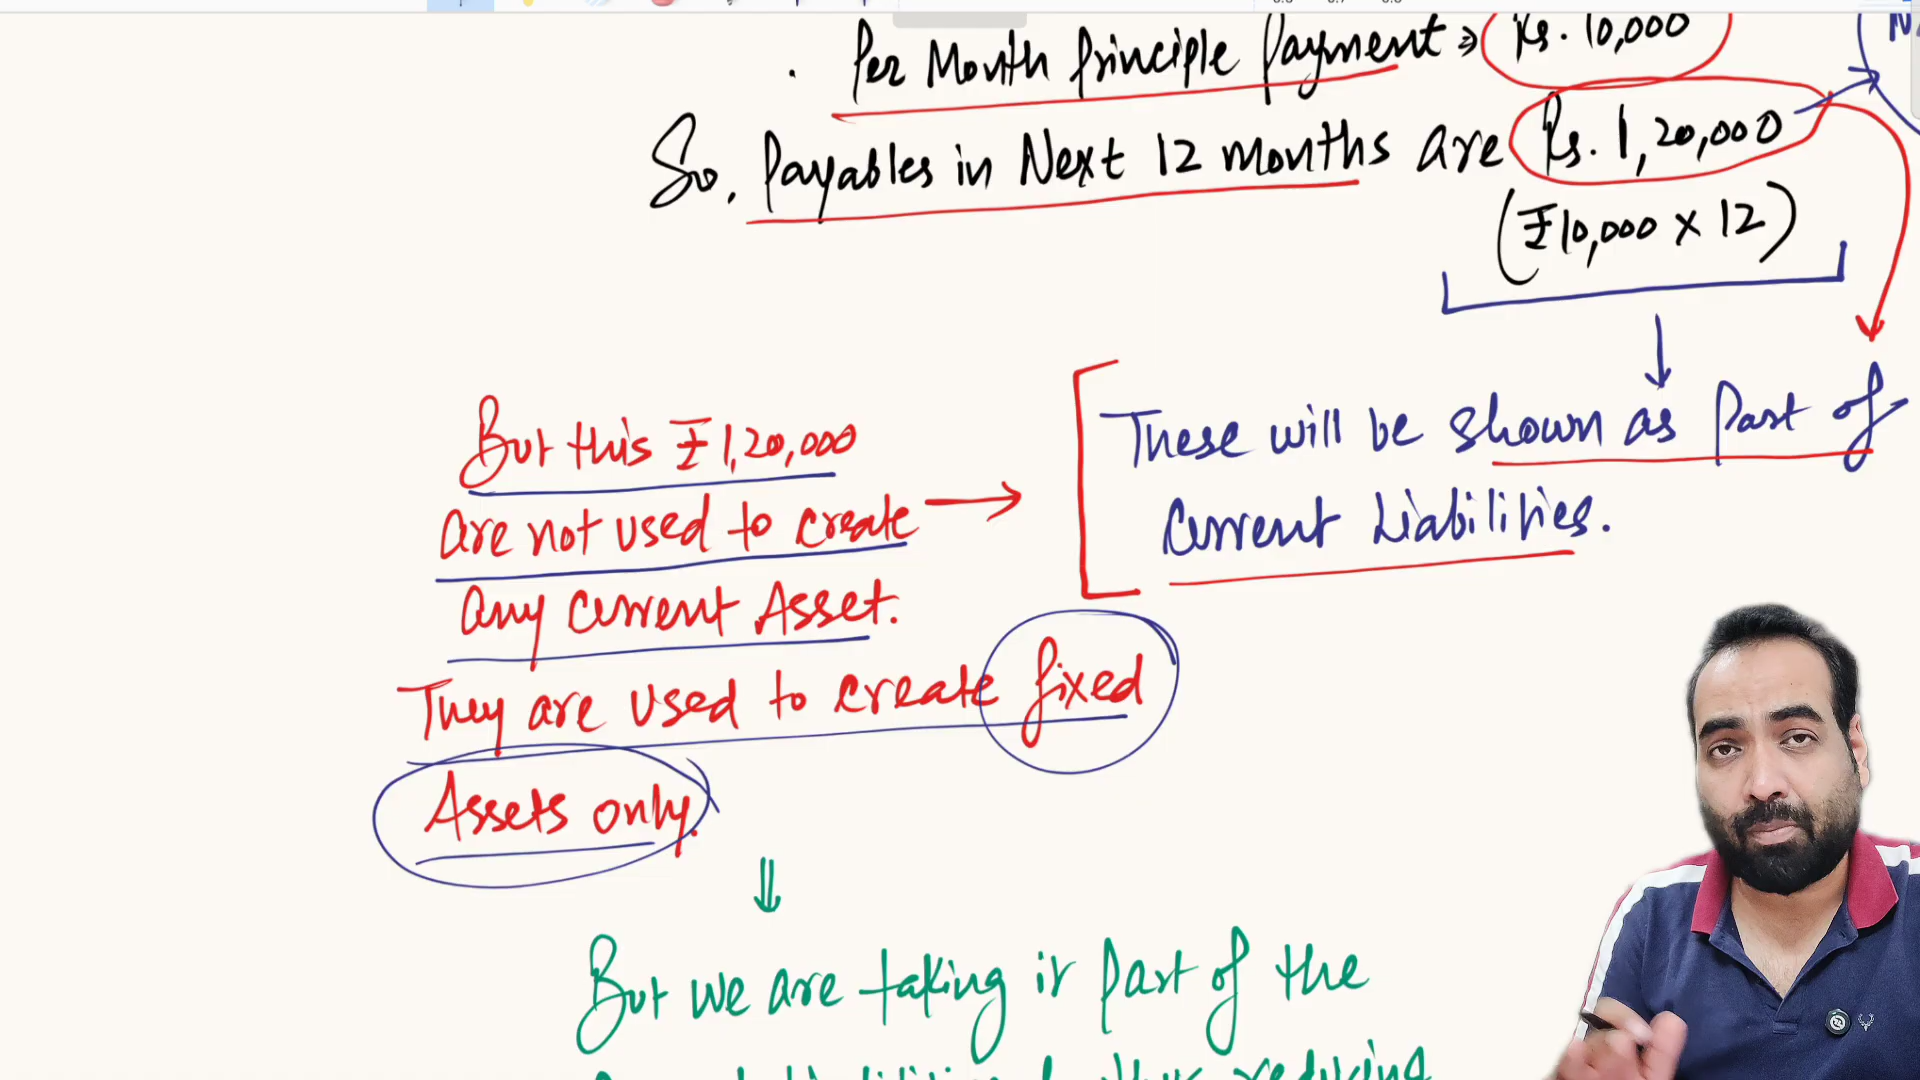 . Per Month Principle Payment ⇒ Rs. 10,000
So, Payables in Next 12 months are Rs. 1,20,000
(₹10,000 x 12)
These will be shown as Part of
Current Liabilities.
But this ₹1,20,000
are not used to create
any Current Asset.
They are used to create fixed
Assets only.
But we are taking it Part of the
reducing